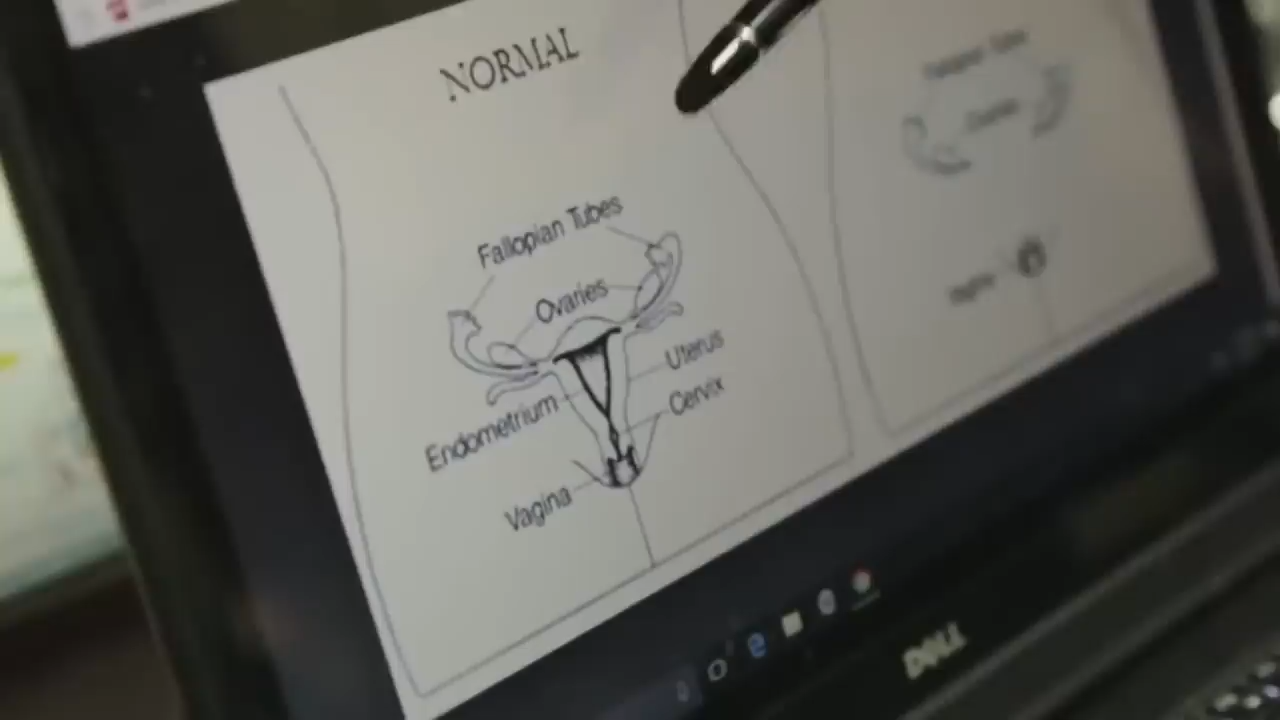 NORMAL
Fallopian Tubes
Ovaries
Uterus
Cervix
Endometrium
Vagina
DELL